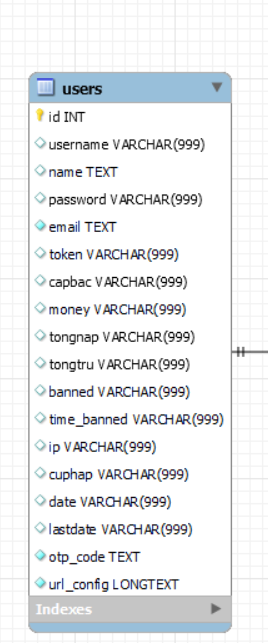 users
id INT
username VARCHAR(999)
name TEXT
password VARCHAR(999)
email TEXT
token VARCHAR(999)
capbac VARCHAR(999)
money VARCHAR(999)
tongnap VARCHAR(999)
tongtru VARCHAR(999)
banned VARCHAR(999)
time_banned VARCHAR(999)
ip VARCHAR(999)
cuphap VARCHAR(999)
date VARCHAR(999)
lastdate VARCHAR(999)
otp_code TEXT
url_config LONGTEXT
Indexes